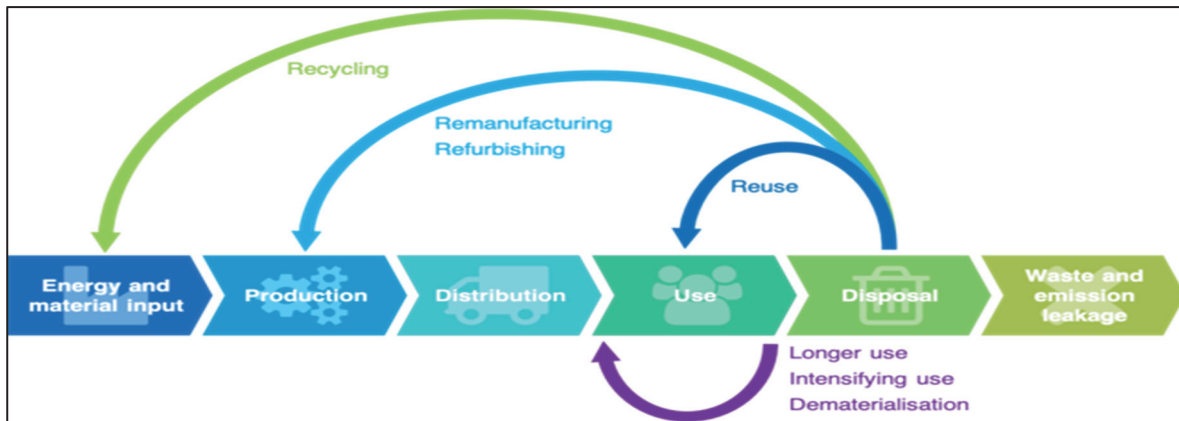 Recycling
Remanufacturing
Refurbishing
Reuse
Energy and
material input
Production
Distribution
Use
Disposal
Waste and
emission
leakage
Longer use
Intensifying use
Dematerialisation